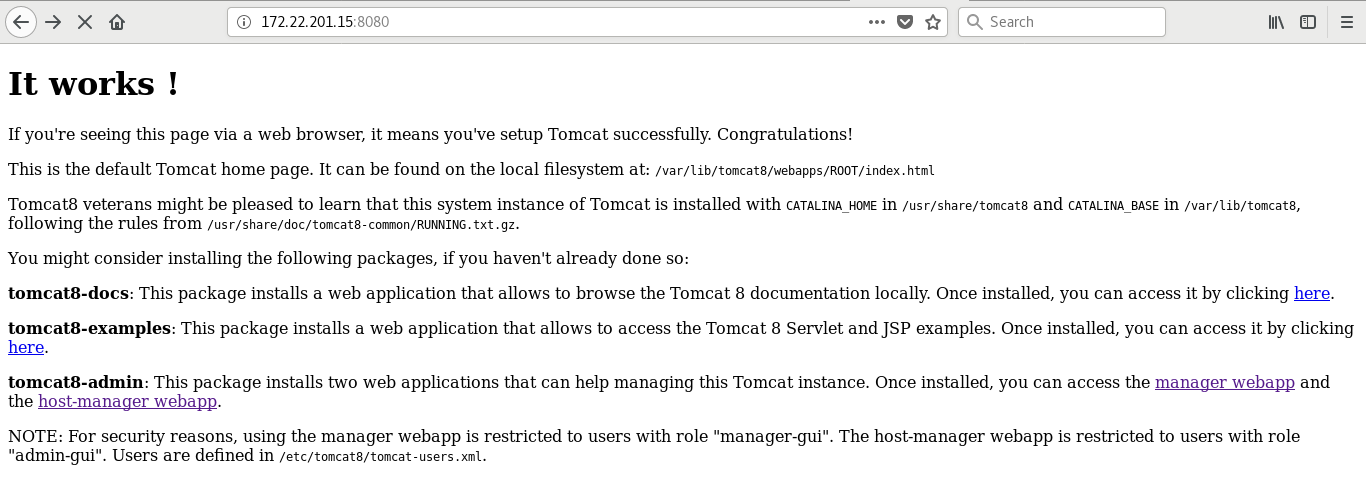 172.22.201.15:8080
Search
It works !
If you're seeing this page via a web browser, it means you've setup Tomcat successfully. Congratulations!
This is the default Tomcat home page. It can be found on the local filesystem at: /var/lib/tomcat8/webapps/ROOT/index.html
Tomcat8 veterans might be pleased to learn that this system instance of Tomcat is installed with CATALINA_HOME in /usr/share/tomcat8 and CATALINA_BASE in /var/lib/tomcat8,
following the rules from /usr/share/doc/tomcat8-common/RUNNING.txt.gz.
You might consider installing the following packages, if you haven't already done so:
tomcat8-docs: This package installs a web application that allows to browse the Tomcat 8 documentation locally. Once installed, you can access it by clicking here.
tomcat8-examples: This package installs a web application that allows to access the Tomcat 8 Servlet and JSP examples. Once installed, you can access it by clicking
here.
tomcat8-admin: This package installs two web applications that can help managing this Tomcat instance. Once installed, you can access the manager webapp and
the host-manager webapp.
NOTE: For security reasons, using the manager webapp is restricted to users with role "manager-gui". The host-manager webapp is restricted to users with role
"admin-gui". Users are defined in /etc/tomcat8/tomcat-users.xml.